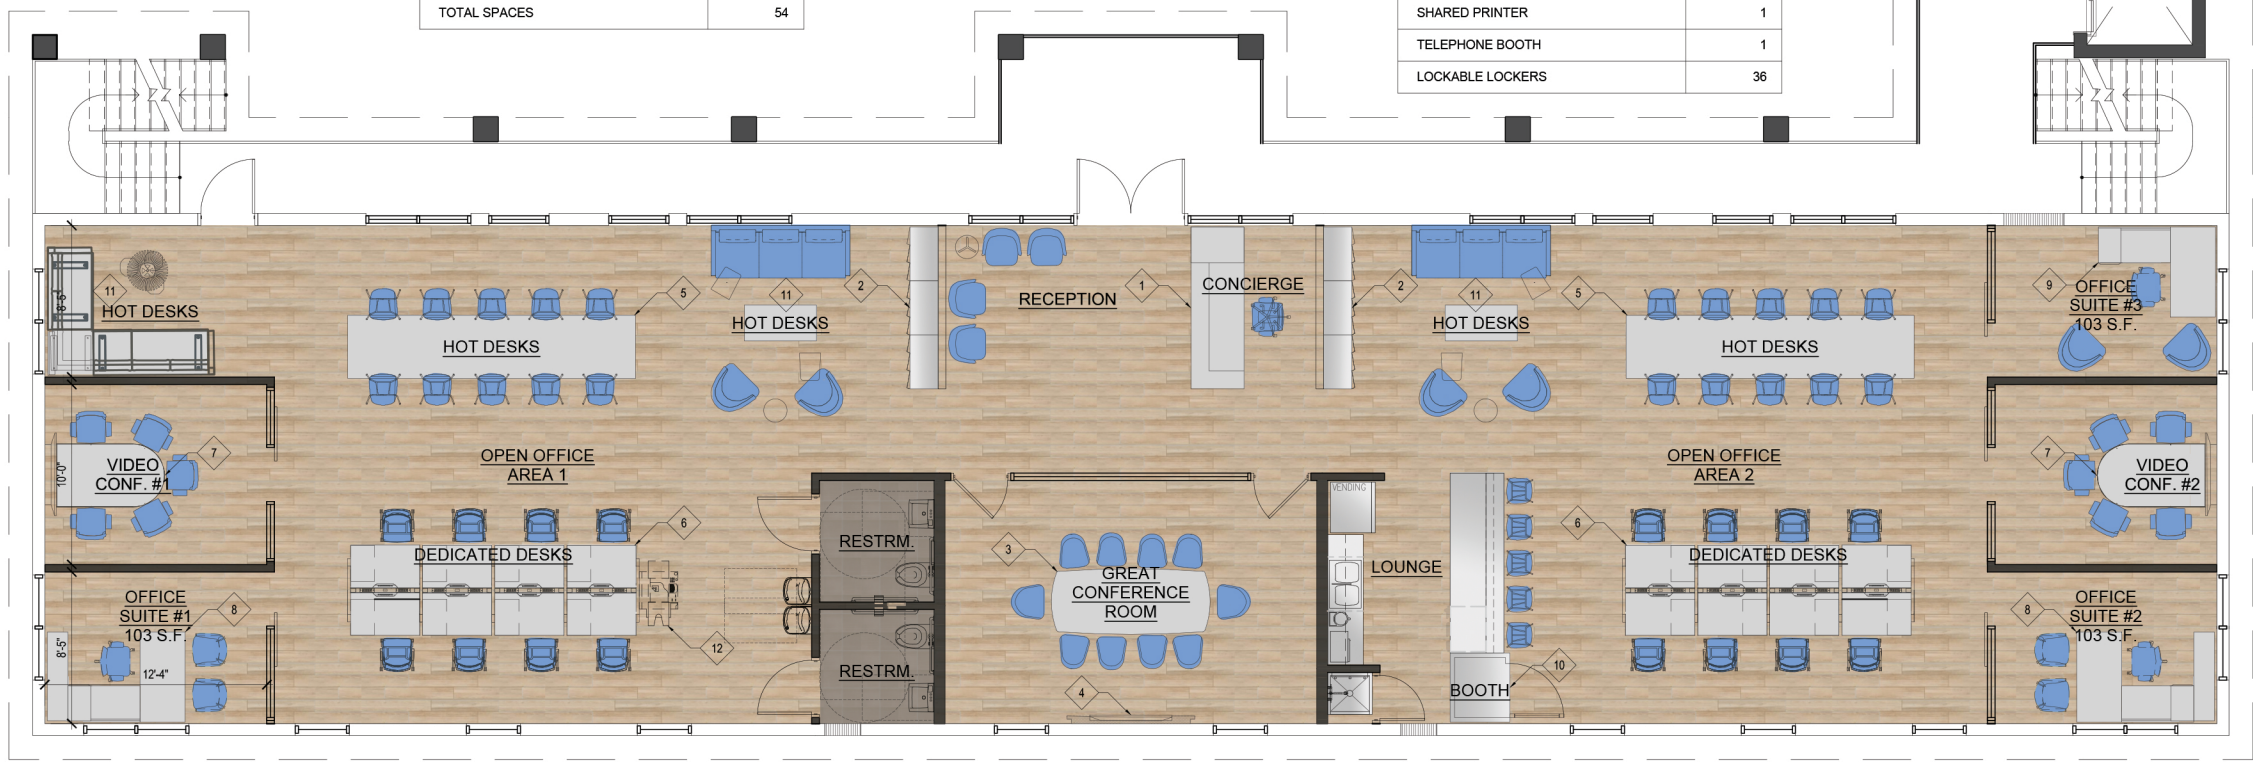 TOTAL SPACES 54
SHARED PRINTER 1
TELEPHONE BOOTH 1
LOCKABLE LOCKERS 36
11
8'-5"
HOT DESKS
5
HOT DESKS
11
HOT DESKS
2
RECEPTION
1
CONCIERGE
2
11
HOT DESKS
5
HOT DESKS
9
OFFICE
SUITE #3
103 S.F.
VIDEO
CONF. #1
7
10'-0"
OPEN OFFICE
AREA 1
OPEN OFFICE
AREA 2
7
VIDEO
CONF. #2
6
DEDICATED DESKS
RESTRM.
3
GREAT
CONFERENCE
ROOM
VENDING
LOUNGE
6
DEDICATED DESKS
OFFICE
SUITE #1
103 S.F.
8
8'-5"
12'-4"
12
RESTRM.
4
BOOTH
10
8
OFFICE
SUITE #2
103 S.F.